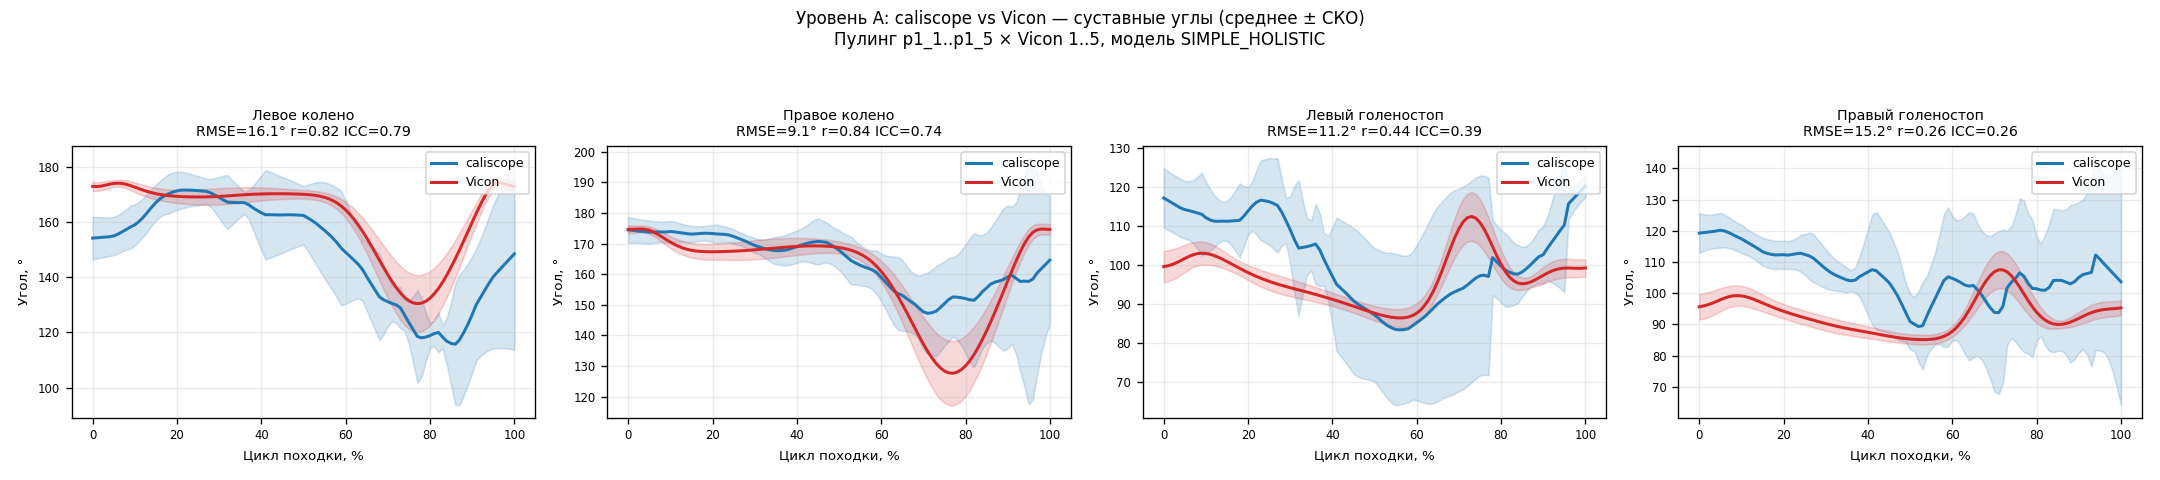 Уровень A: caliscope vs Vicon — суставные углы (среднее ± СКО)
Пулинг p1_1..p1_5 × Vicon 1..5, модель SIMPLE_HOLISTIC
Левое колено
RMSE=16.1° r=0.82 ICC=0.79
caliscope
Vicon
180
160
140
120
100
Угол, °
0 20 40 60 80 100
Цикл походки, %
Правое колено
RMSE=9.1° r=0.84 ICC=0.74
caliscope
Vicon
200
190
180
170
160
150
140
130
120
Угол, °
0 20 40 60 80 100
Цикл походки, %
Левый голеностоп
RMSE=11.2° r=0.44 ICC=0.39
caliscope
Vicon
130
120
110
100
90
80
70
Угол, °
0 20 40 60 80 100
Цикл походки, %
Правый голеностоп
RMSE=15.2° r=0.26 ICC=0.26
caliscope
Vicon
140
130
120
110
100
90
80
70
Угол, °
0 20 40 60 80 100
Цикл походки, %